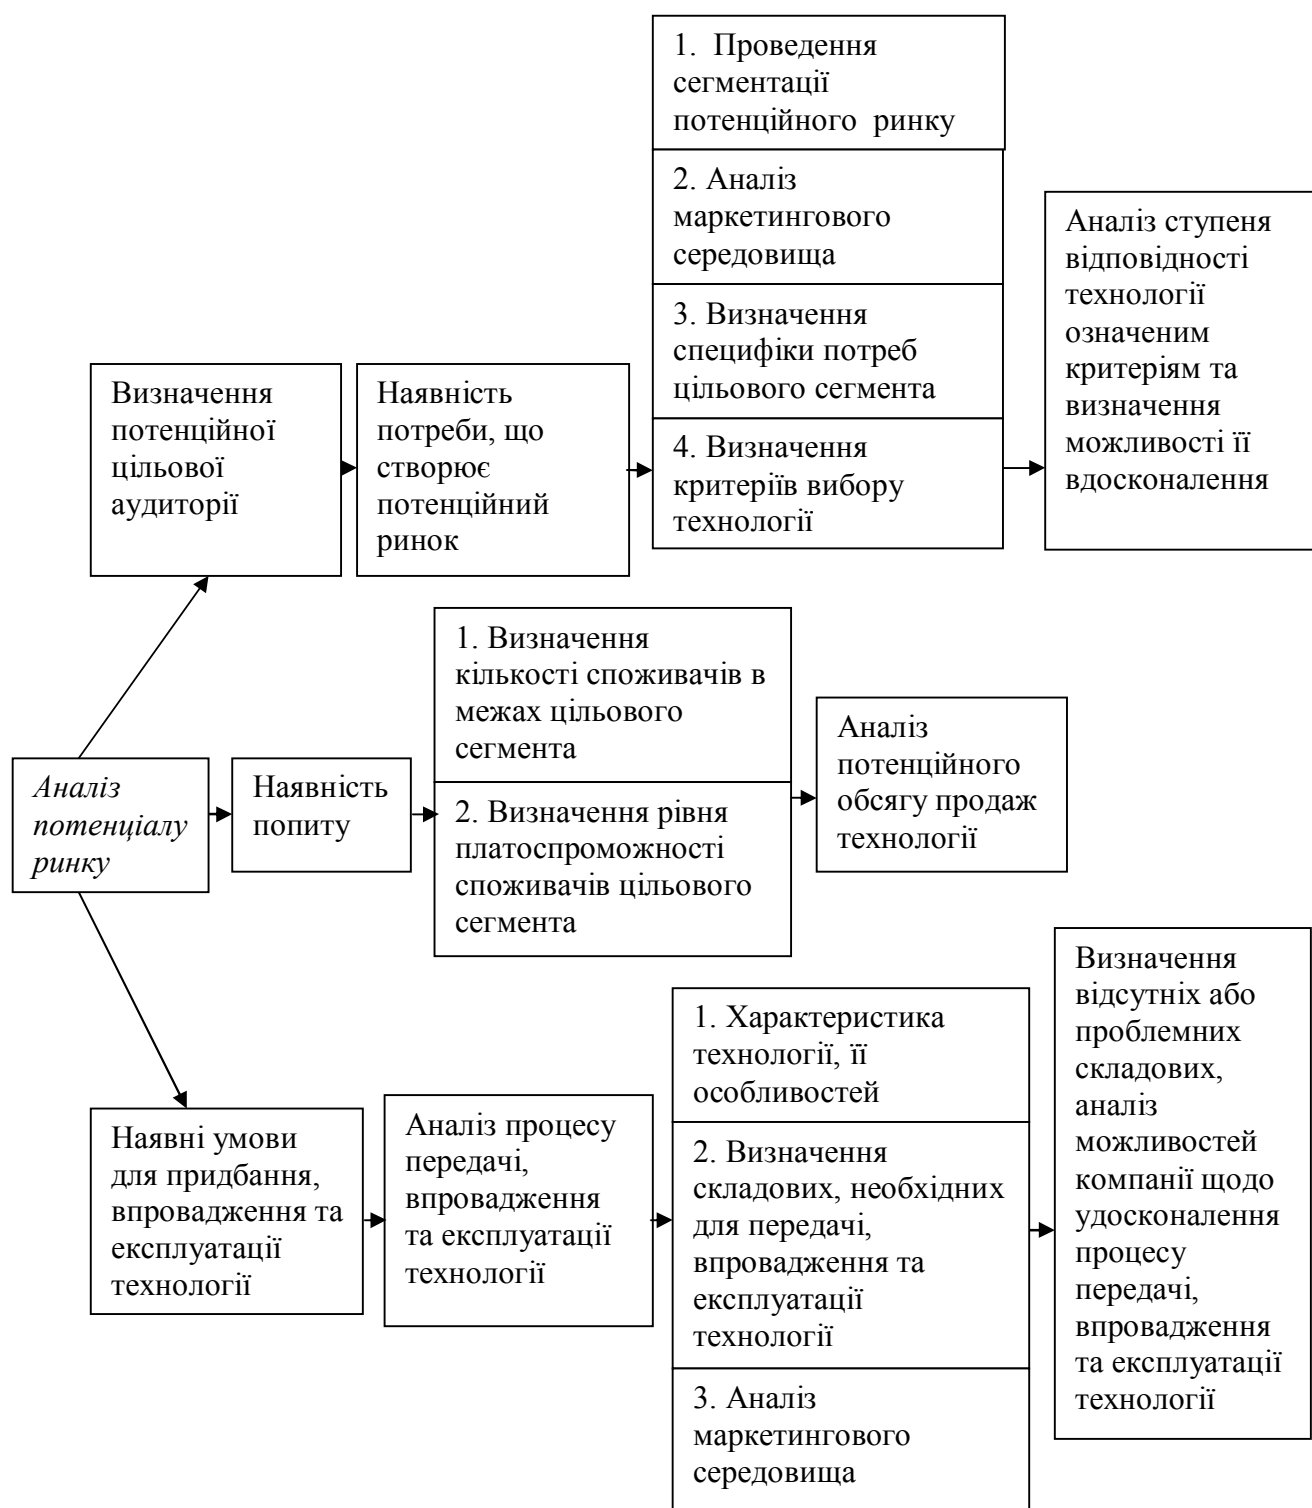 1. Проведення
сегментації
потенційного ринку
2. Аналіз
маркетингового
середовища
3. Визначення
специфіки потреб
цільового сегмента
4. Визначення
критеріїв вибору
технології
Аналіз ступеня
відповідності
технології
означеним
критеріям та
визначення
можливості її
вдосконалення
Визначення
потенційної
цільової
аудиторії
Наявність
потреби, що
створює
потенційний
ринок
1. Визначення
кількості споживачів в
межах цільового
сегмента
2. Визначення рівня
платоспроможності
споживачів цільового
сегмента
Аналіз
потенційного
обсягу продаж
технології
Аналіз
потенціалу
ринку
Наявність
попиту
Наявні умови
для придбання,
впровадження та
експлуатації
технології
Аналіз процесу
передачі,
впровадження
та експлуатації
технології
1. Характеристика
технології, її
особливостей
2. Визначення
складових, необхідних
для передачі,
впровадження та
експлуатації
технології
3. Аналіз
маркетингового
середовища
Визначення
відсутніх або
проблемних
складових,
аналіз
можливостей
компанії щодо
удосконалення
процесу
передачі,
впровадження
та експлуатації
технології